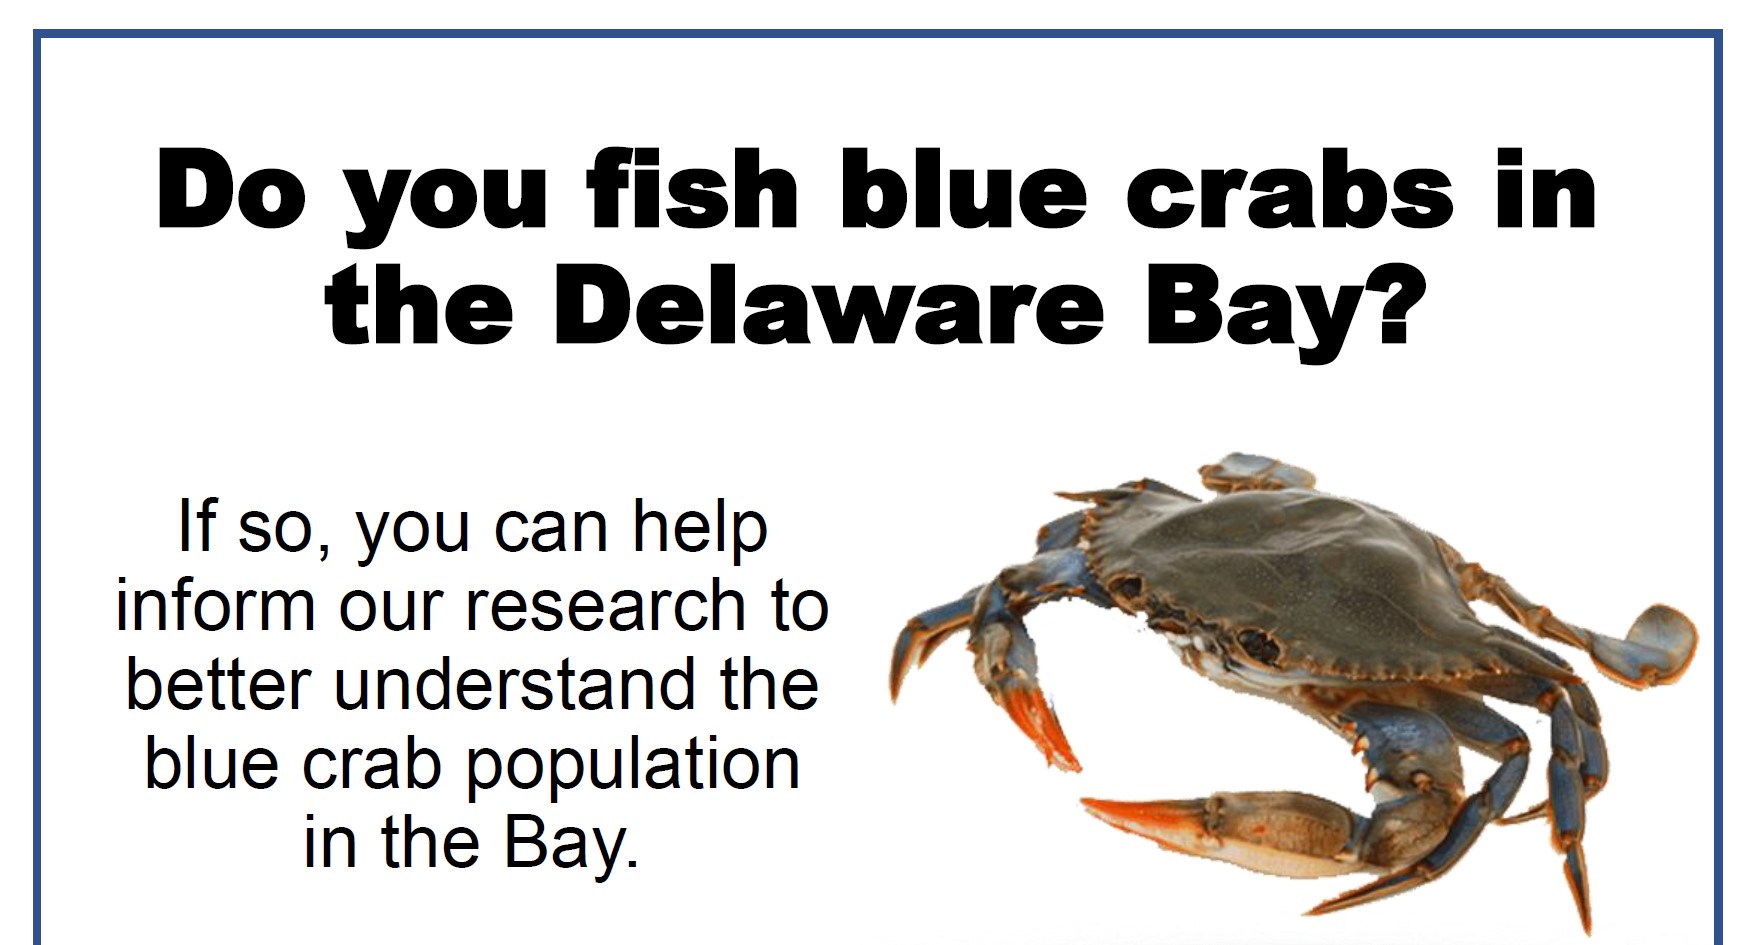 Do you fish blue crabs in
the Delaware Bay?
If so, you can help
inform our research to
better understand the
blue crab population
in the Bay.